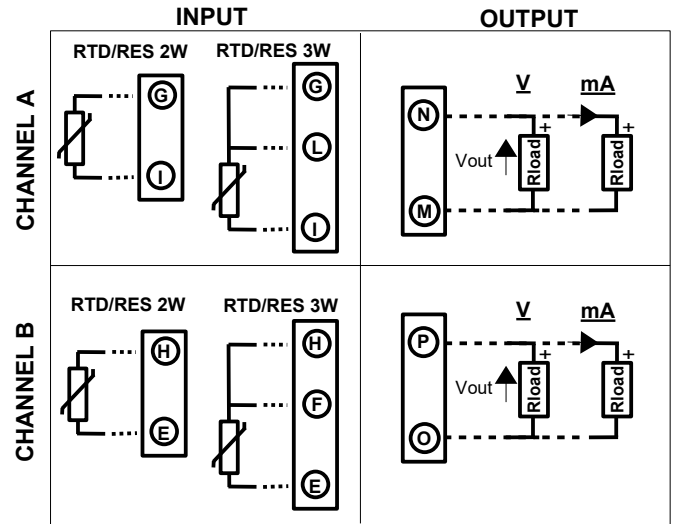 INPUT
OUTPUT
CHANNEL A
RTD/RES 2W
G
I
RTD/RES 3W
G
L
I
N
M
V
mA
Vout
+
Rload
+
Rload
CHANNEL B
RTD/RES 2W
H
E
RTD/RES 3W
H
F
E
P
O
V
mA
Vout
+
Rload
+
Rload